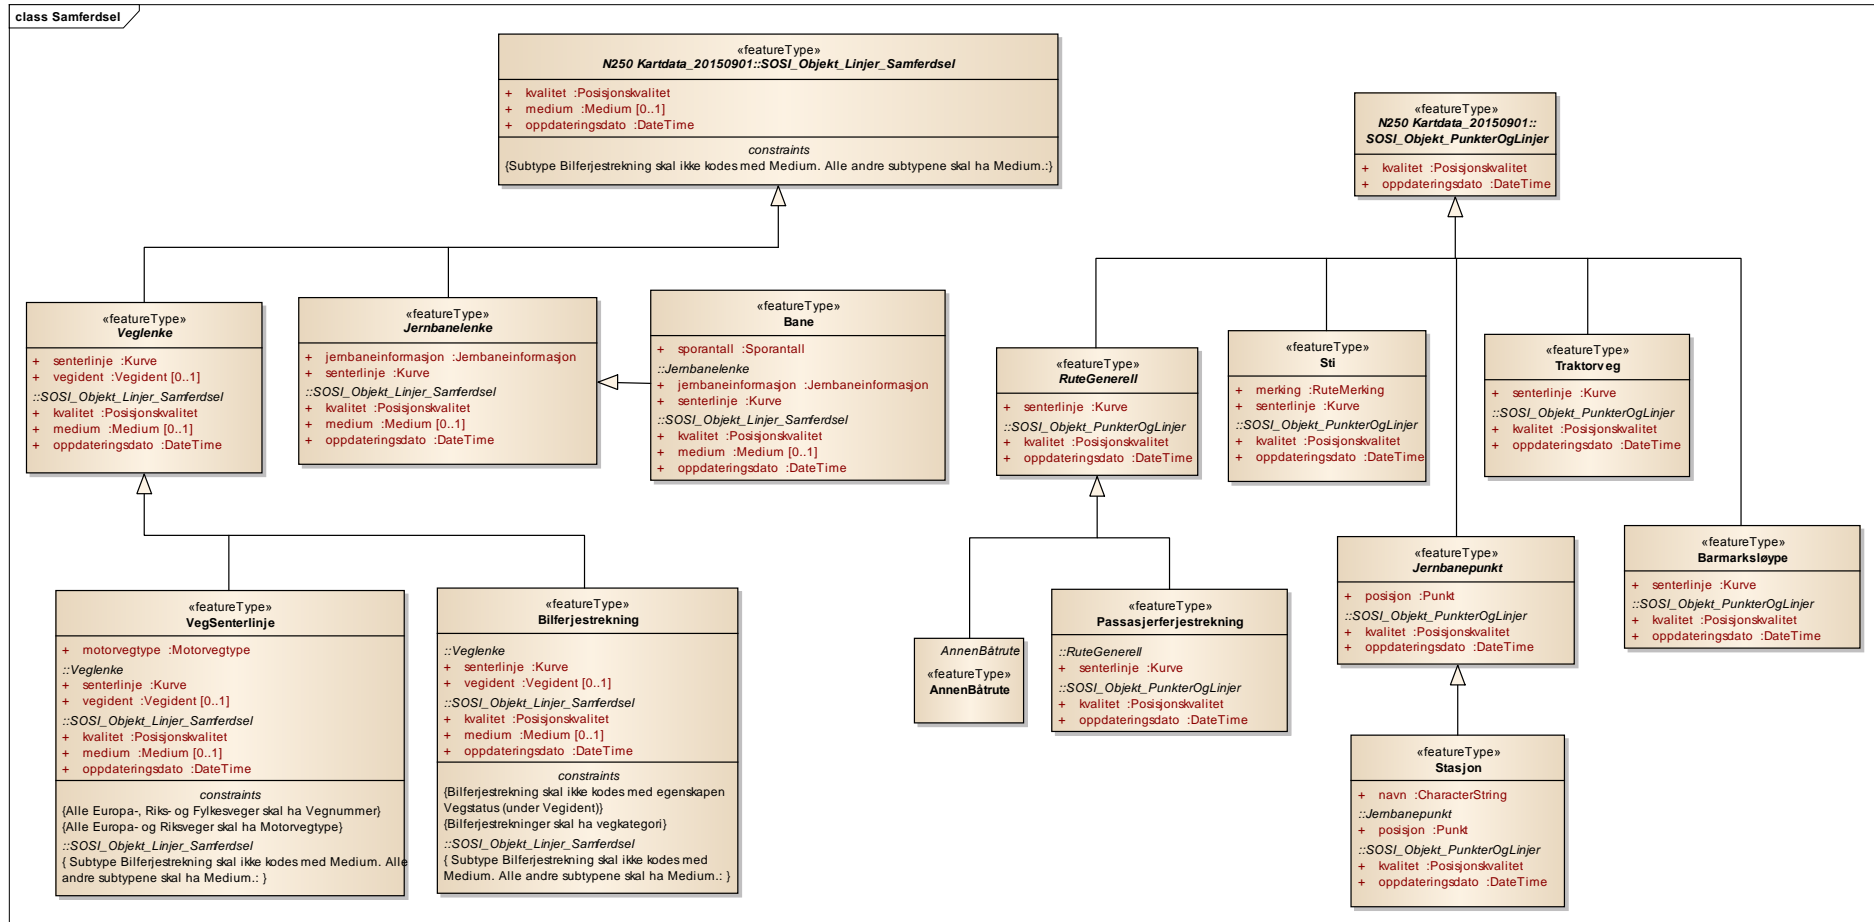 class Samferdsel
«featureType»
N250 Kartdata_20150901::SOSI_Objekt_Linjer_Samferdsel
+ kvalitet :Posisjonskvalitet
+ medium :Medium [0..1]
+ oppdateringsdato :DateTime
constraints
{Subtype Bilferjestrekning skal ikke kodes med Medium. Alle andre subtypene skal ha Medium.:}
«featureType»
N250 Kartdata_20150901::
SOSI_Objekt_PunkterOgLinjer
+ kvalitet :Posisjonskvalitet
+ oppdateringsdato :DateTime
«featureType»
Veglenke
+ senterlinje :Kurve
+ vegident :Vegident [0..1]
::SOSI_Objekt_Linjer_Samferdsel
+ kvalitet :Posisjonskvalitet
+ medium :Medium [0..1]
+ oppdateringsdato :DateTime
«featureType»
Jernbanelenke
+ jernbaneinformasjon :Jernbaneinformasjon
+ senterlinje :Kurve
::SOSI_Objekt_Linjer_Samferdsel
+ kvalitet :Posisjonskvalitet
+ medium :Medium [0..1]
+ oppdateringsdato :DateTime
«featureType»
Bane
+ sporantall :Sporantall
::Jernbanelenke
+ jernbaneinformasjon :Jernbaneinformasjon
+ senterlinje :Kurve
::SOSI_Objekt_Linjer_Samferdsel
+ kvalitet :Posisjonskvalitet
+ medium :Medium [0..1]
+ oppdateringsdato :DateTime
«featureType»
RuteGenerell
+ senterlinje :Kurve
::SOSI_Objekt_PunkterOgLinjer
+ kvalitet :Posisjonskvalitet
+ oppdateringsdato :DateTime
«featureType»
Sti
+ merking :RuteMerking
+ senterlinje :Kurve
::SOSI_Objekt_PunkterOgLinjer
+ kvalitet :Posisjonskvalitet
+ oppdateringsdato :DateTime
«featureType»
Traktorveg
+ senterlinje :Kurve
::SOSI_Objekt_PunkterOgLinjer
+ kvalitet :Posisjonskvalitet
+ oppdateringsdato :DateTime
«featureType»
VegSenterlinje
+ motorvegtype :Motorvegtype
::Veglenke
+ senterlinje :Kurve
+ vegident :Vegident [0..1]
::SOSI_Objekt_Linjer_Samferdsel
+ kvalitet :Posisjonskvalitet
+ medium :Medium [0..1]
+ oppdateringsdato :DateTime
constraints
{Alle Europa-, Riks- og Fylkesveger skal ha Vegnummer}
{Alle Europa- og Riksveger skal ha Motorvegtype}
::SOSI_Objekt_Linjer_Samferdsel
{ Subtype Bilferjestrekning skal ikke kodes med Medium. Alle
andre subtypene skal ha Medium.: }
«featureType»
Bilferjestrekning
::Veglenke
+ senterlinje :Kurve
+ vegident :Vegident [0..1]
::SOSI_Objekt_Linjer_Samferdsel
+ kvalitet :Posisjonskvalitet
+ medium :Medium [0..1]
+ oppdateringsdato :DateTime
constraints
{Bilferjestrekning skal ikke kodes med egenskapen
Vegstatus (under Vegident)}
{Bilferjestrekninger skal ha vegkategori}
::SOSI_Objekt_Linjer_Samferdsel
{ Subtype Bilferjestrekning skal ikke kodes med
Medium. Alle andre subtypene skal ha Medium.: }
AnnenBåtrute
«featureType»
AnnenBåtrute
«featureType»
Passasjerferjestrekning
::RuteGenerell
+ senterlinje :Kurve
::SOSI_Objekt_PunkterOgLinjer
+ kvalitet :Posisjonskvalitet
+ oppdateringsdato :DateTime
«featureType»
Jernbanepunkt
+ posisjon :Punkt
::SOSI_Objekt_PunkterOgLinjer
+ kvalitet :Posisjonskvalitet
+ oppdateringsdato :DateTime
«featureType»
Barmarksløype
+ senterlinje :Kurve
::SOSI_Objekt_PunkterOgLinjer
+ kvalitet :Posisjonskvalitet
+ oppdateringsdato :DateTime
«featureType»
Stasjon
+ navn :CharacterString
::Jernbanepunkt
+ posisjon :Punkt
::SOSI_Objekt_PunkterOgLinjer
+ kvalitet :Posisjonskvalitet
+ oppdateringsdato :DateTime